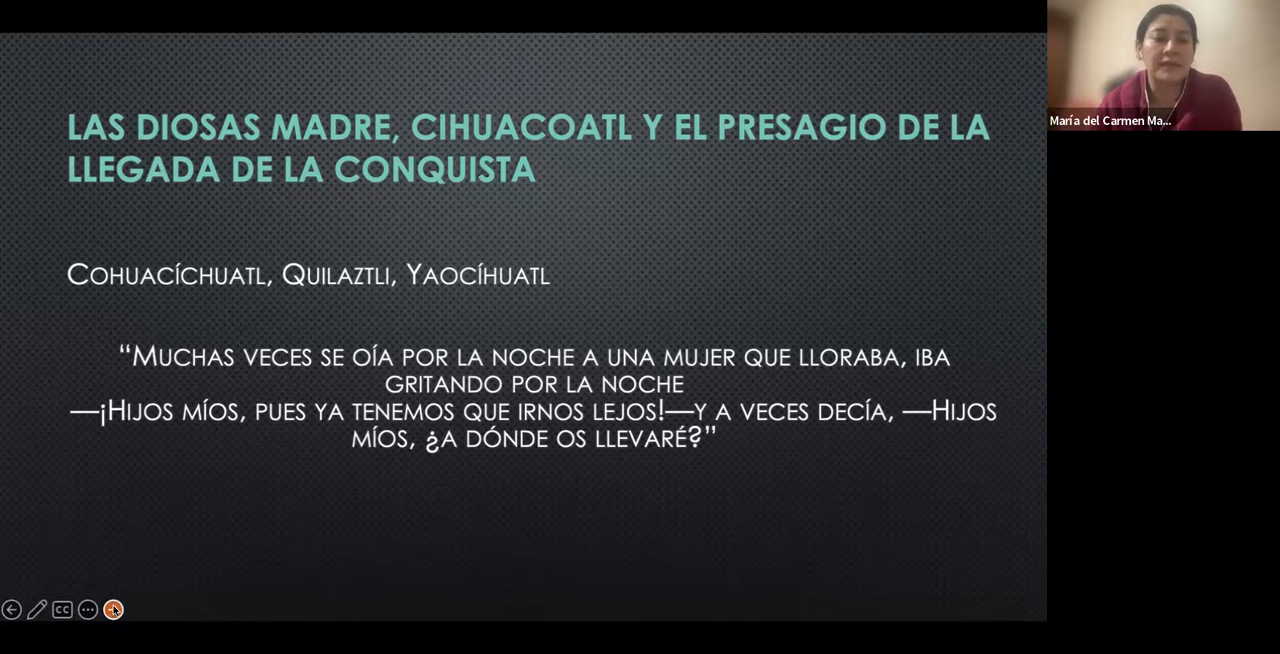 LAS DIOSAS MADRE, CIHUACOATL Y EL PRESAGIO DE LA
LLEGADA DE LA CONQUISTA
COHUACÍCHUATL, QUILAZTLI, YAOCÍHUATL
“MUCHAS VECES SE OÍA POR LA NOCHE A UNA MUJER QUE LLORABA, IBA
GRITANDO POR LA NOCHE
—¡HIJOS MÍOS, PUES YA TENEMOS QUE IRNOS LEJOS!—Y A VECES DECÍA, —HIJOS
MÍOS, ¿A DÓNDE OS LLEVARÉ?”
María del Carmen Ma...
CC